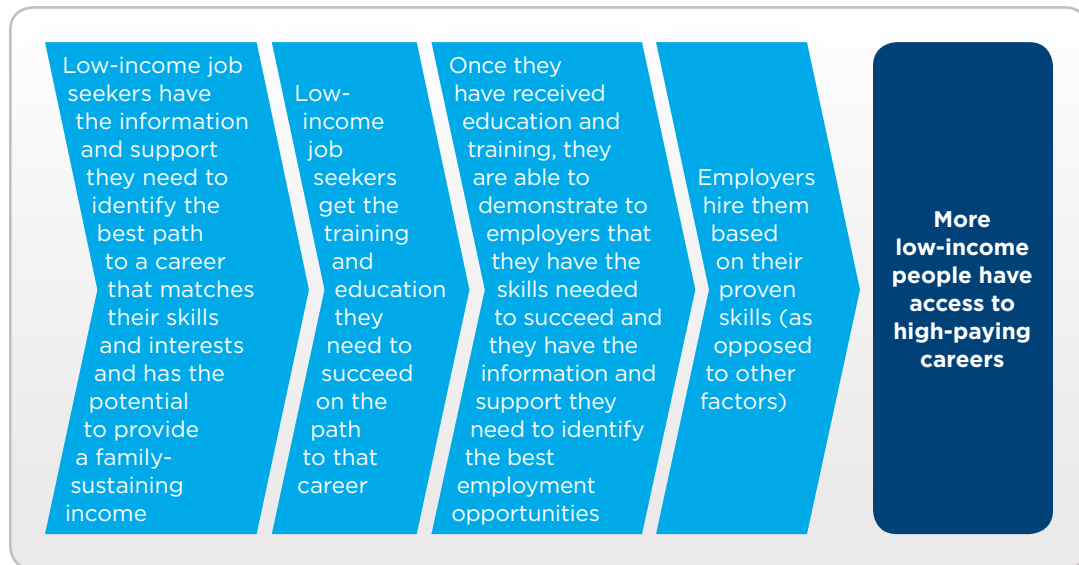 Low-income job
seekers have
the information
and support
they need to
identify the
best path
to a career
that matches
their skills
and interests
and has the
potential
to provide
a family-
sustaining
income
Low-
income
job
seekers
get the
training
and
education
they
need to
succeed
on the
path
to that
career
Once they
have received
education and
training, they
are able to
demonstrate to
employers that
they have the
skills needed
to succeed and
they have the
information and
support they
need to identify
the best
employment
opportunities
Employers
hire them
based
on their
proven
skills (as
opposed
to other
factors)
More
low-income
people have
access to
high-paying
careers